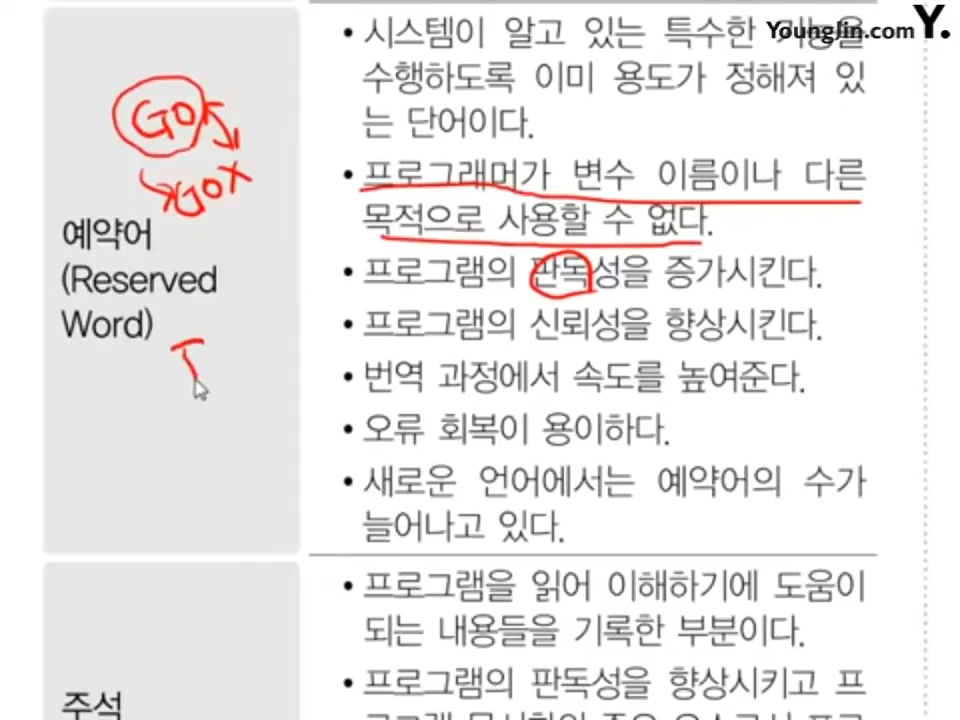 Younglin.com Y.
• 시스템이 알고 있는 특수한 기능을
수행하도록 이미 용도가 정해져 있
는 단어이다.
• 프로그래머가 변수 이름이나 다른
목적으로 사용할 수 없다.
• 프로그램의 판독성을 증가시킨다.
• 프로그램의 신뢰성을 향상시킨다.
• 번역 과정에서 속도를 높여준다.
• 오류 회복이 용이하다.
• 새로운 언어에서는 예약어의 수가
늘어나고 있다.
GO
GOX
예약어
(Reserved
Word)
T
• 프로그램을 읽어 이해하기에 도움이
되는 내용들을 기록한 부분이다.
• 프로그램의 판독성을 향상시키고 프
주석